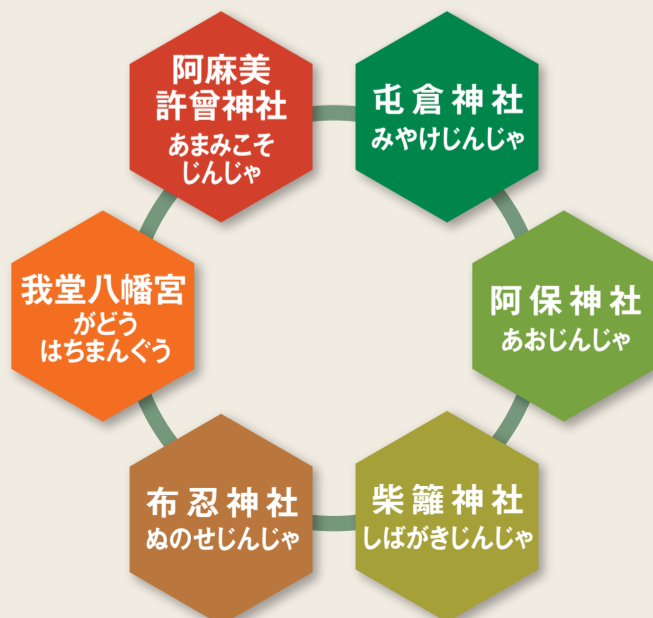 阿麻美
許曾神社
あまみこそ
じんじゃ
屯倉神社
みやけじんじゃ
我堂八幡宮
がどう
はちまんぐう
阿保神社
あおじんじゃ
布忍神社
ぬのせじんじゃ
柴籬神社
しばがきじんじゃ